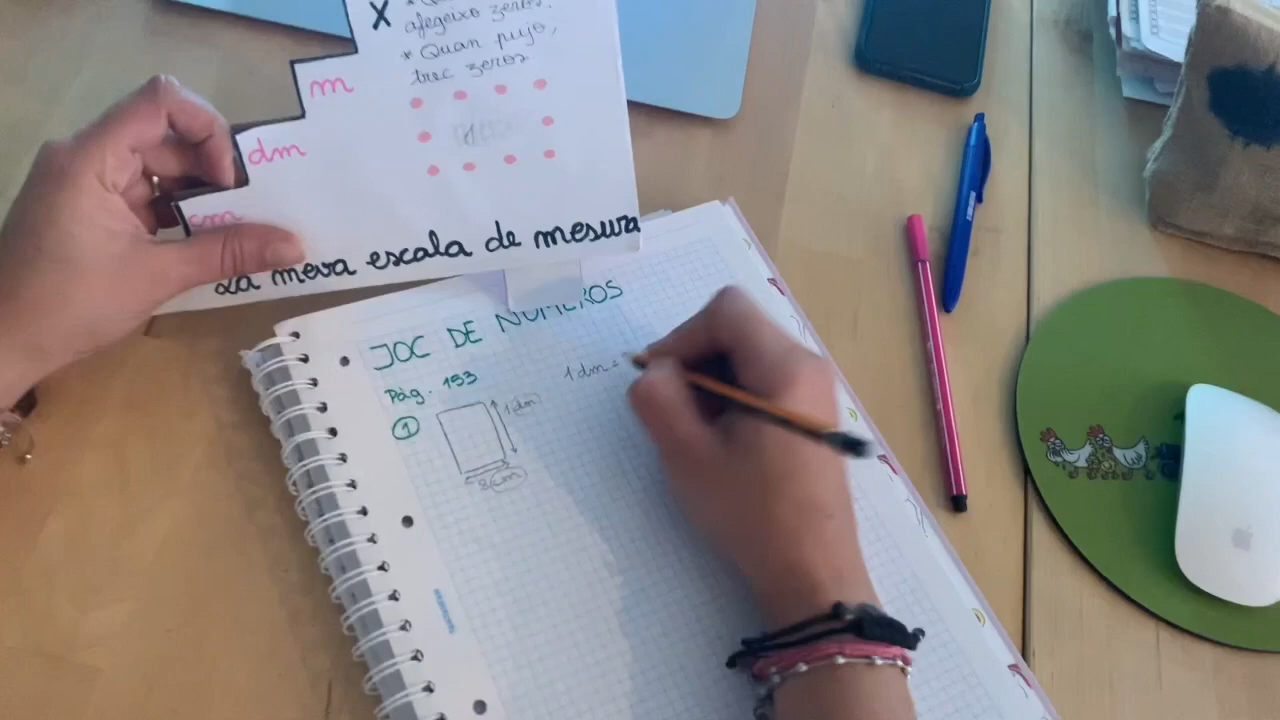 X
afegeixo zeros.
* Quan pujo,
trec zeros.
m
dm
cm
La meva escala de mesura
JOC DE NÚMEROS
Pàg. 153
1
1 dm
8 cm
1 dm =